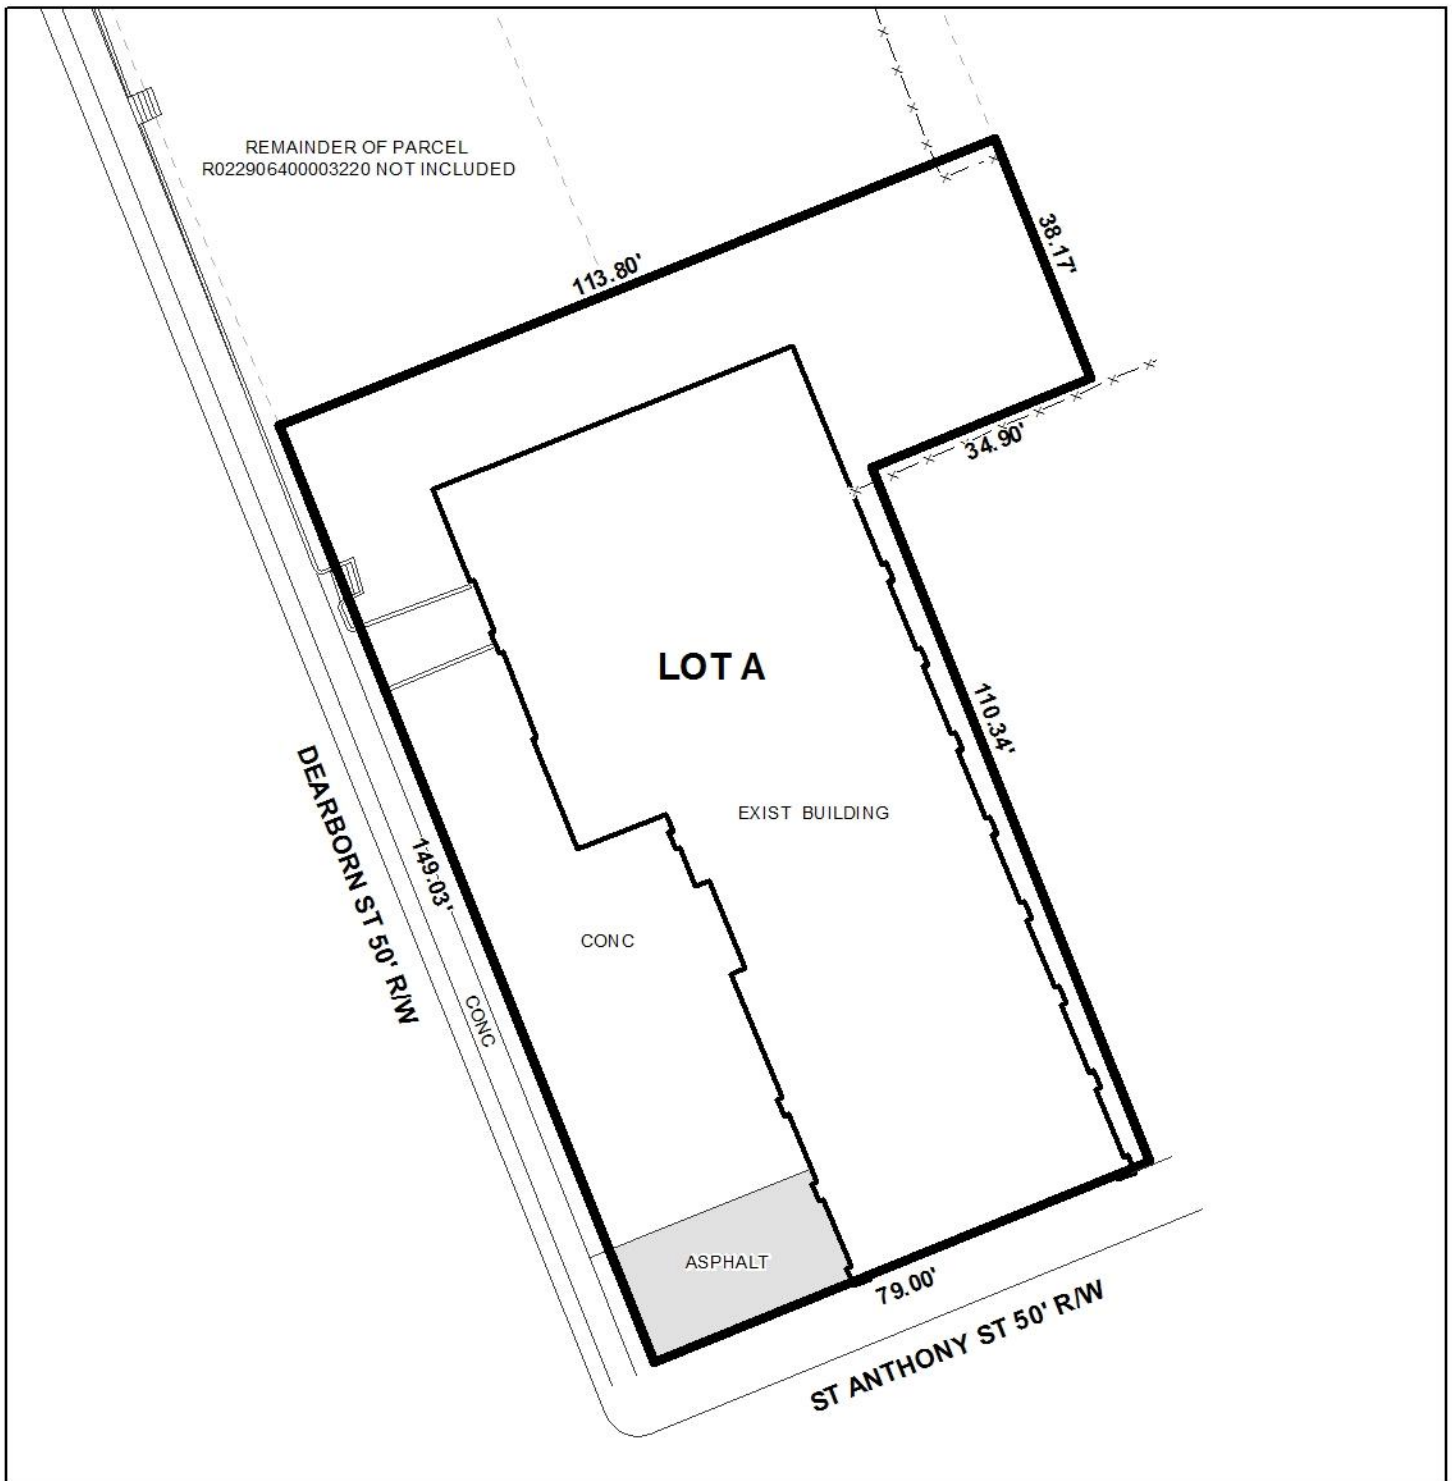 REMAINDER OF PARCEL
R022906400003220 NOT INCLUDED
113.80'
38.17'
34.90'
LOT A
110.34'
EXIST BUILDING
DEARBORN ST 50' R/W
149.03'
CONC
CONC
ASPHALT
79.00'
ST ANTHONY ST 50' R/W